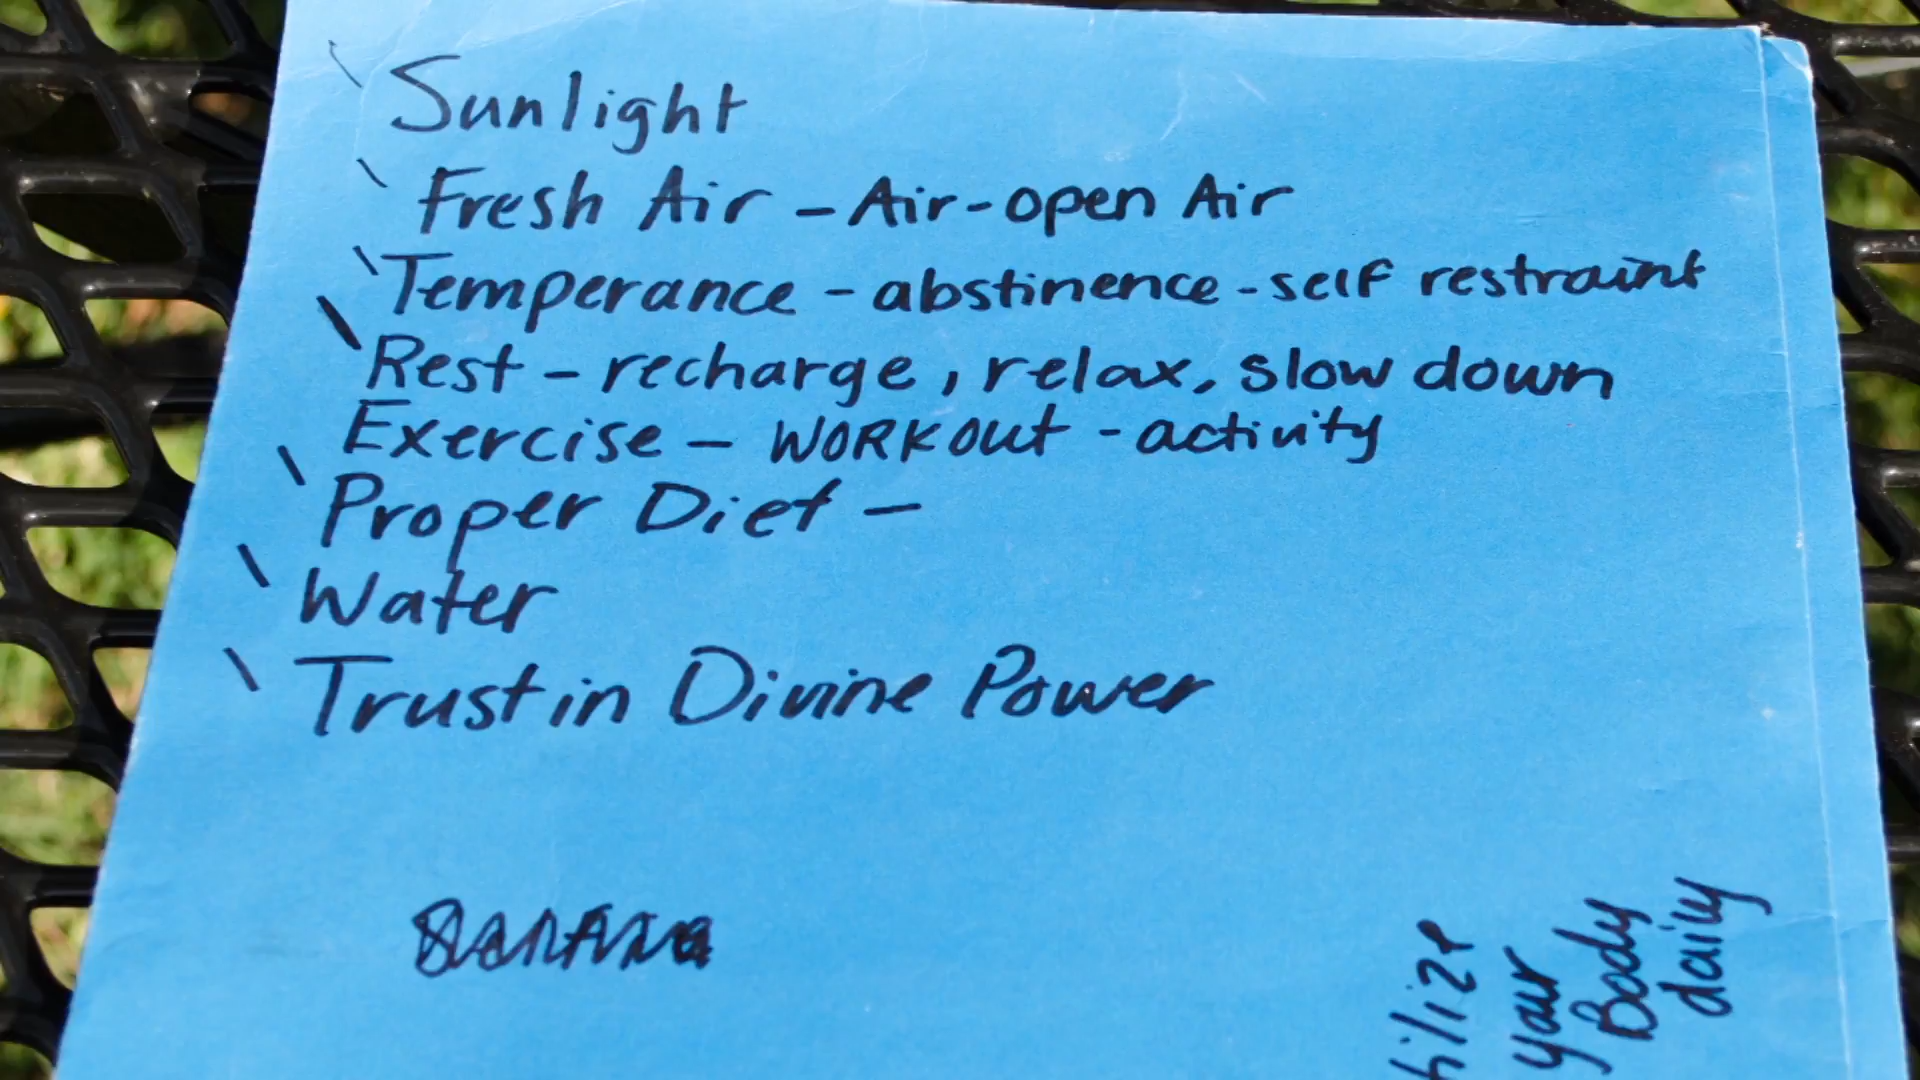 Sunlight
Fresh Air - Air-open Air
Temperance - abstinence - self restraint
Rest - recharge, relax, slow down
Exercise - WORKOUT - activity
Proper Diet -
Water
Trust in Divine Power
your
Body
daily